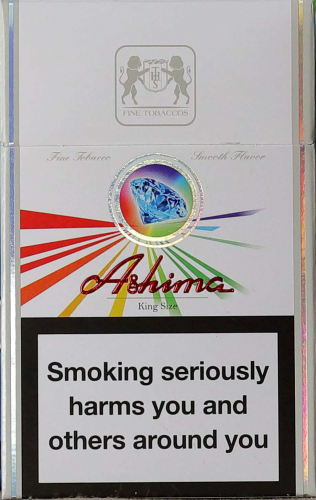 FINE TOBACCOS
Fine Tobacco Smooth Flavor
Ashima
King Size
Smoking seriously
harms you and
others around you